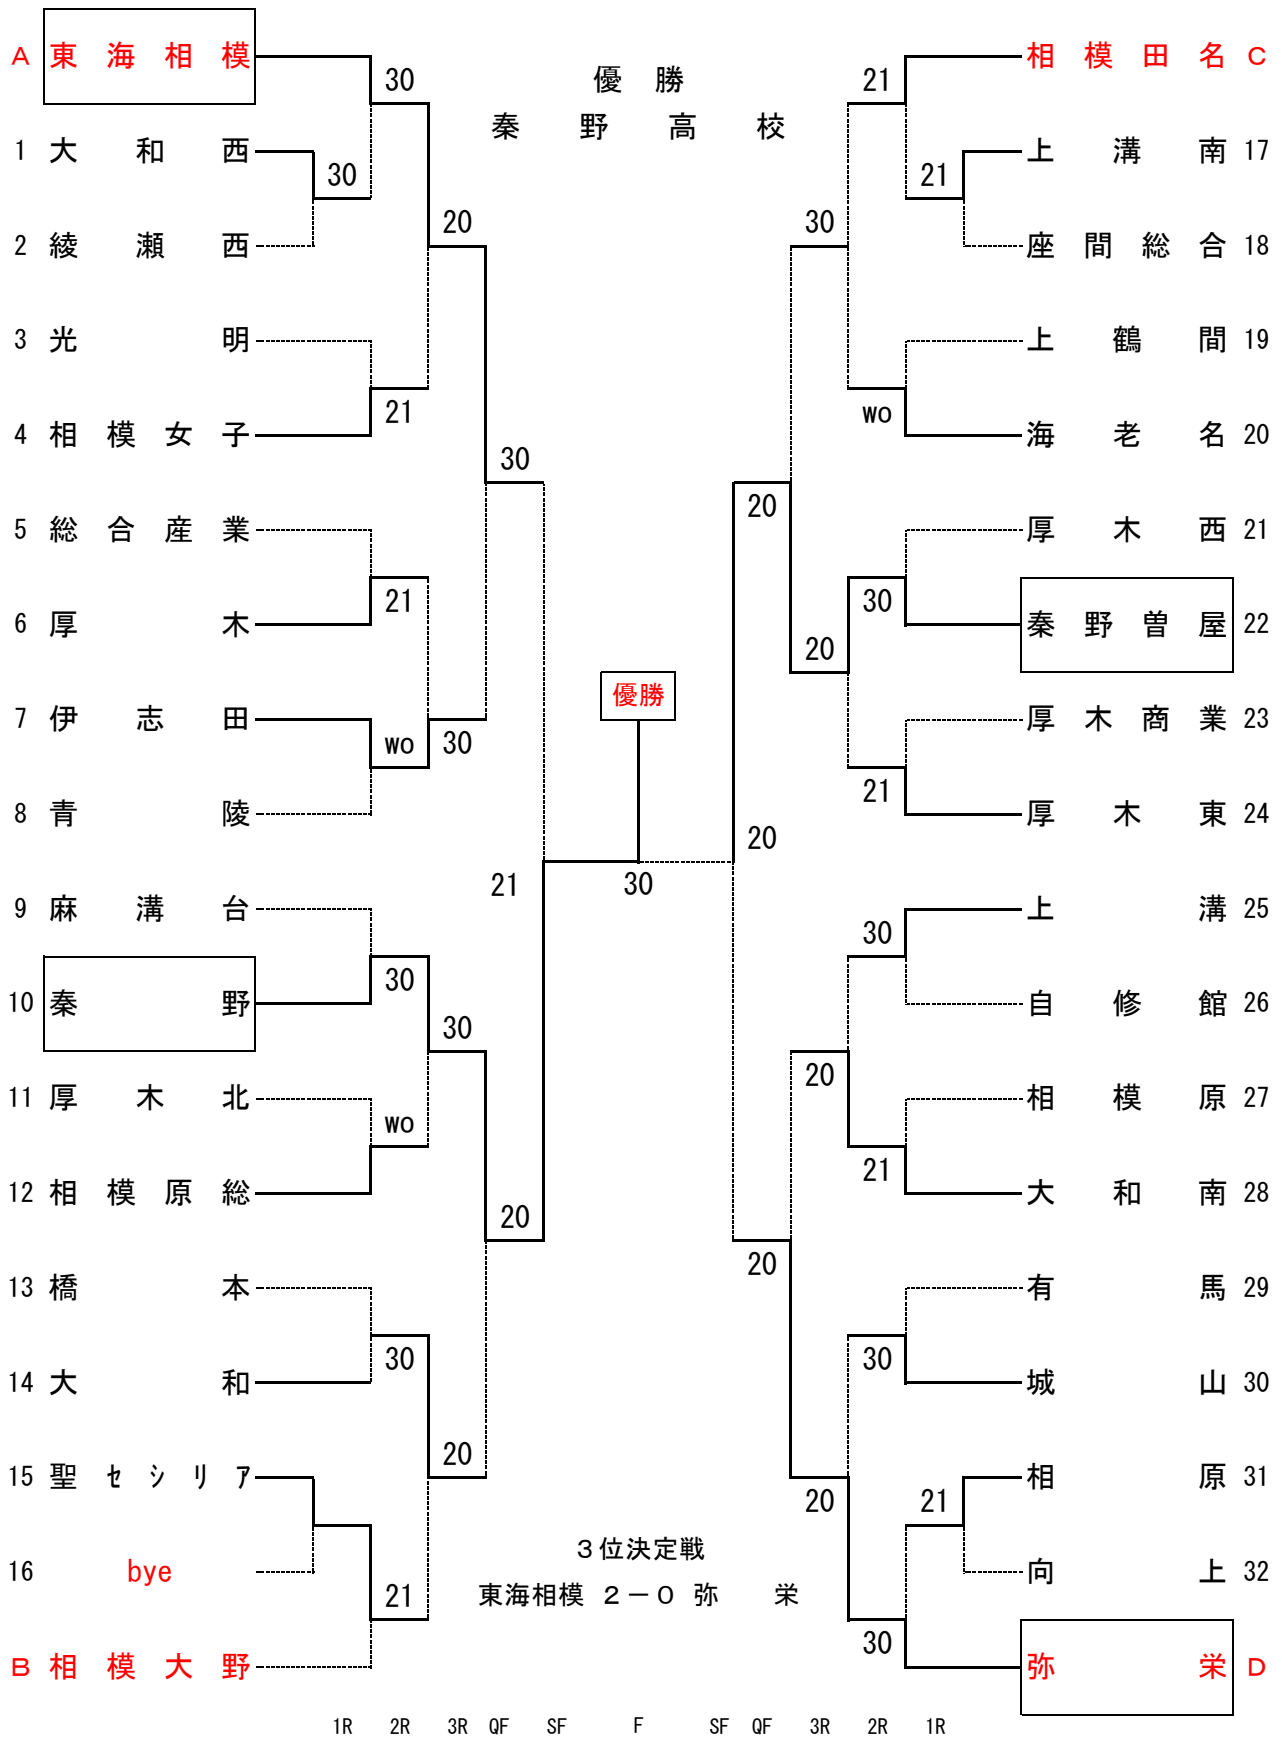 優勝
秦野高校
A 東海相模
1 大和西
2 綾瀬西
3 光明
4 相模女子
5 総合産業
6 厚木
7 伊志田
8 青陵
9 麻溝台
10 秦野
11 厚木北
12 相模原総
13 橋本
14 大和
15 聖セシリア
16 bye
B 相模大野
30
30
20
21
30
21
wo
30
21
30
30
wo
20
30
20
21
優勝
30
相模田名 C
上溝南 17
座間総合 18
上鶴間 19
海老名 20
厚木西 21
秦野曽屋 22
厚木商業 23
厚木東 24
上溝 25
自修館 26
相模原 27
大和南 28
有馬 29
城山 30
相原 31
向上 32
弥栄 D
21
21
30
wo
20
30
20
21
20
30
20
21
20
30
20
21
30
３位決定戦
東海相模 ２－０ 弥栄
1R 2R 3R QF SF F SF QF 3R 2R 1R